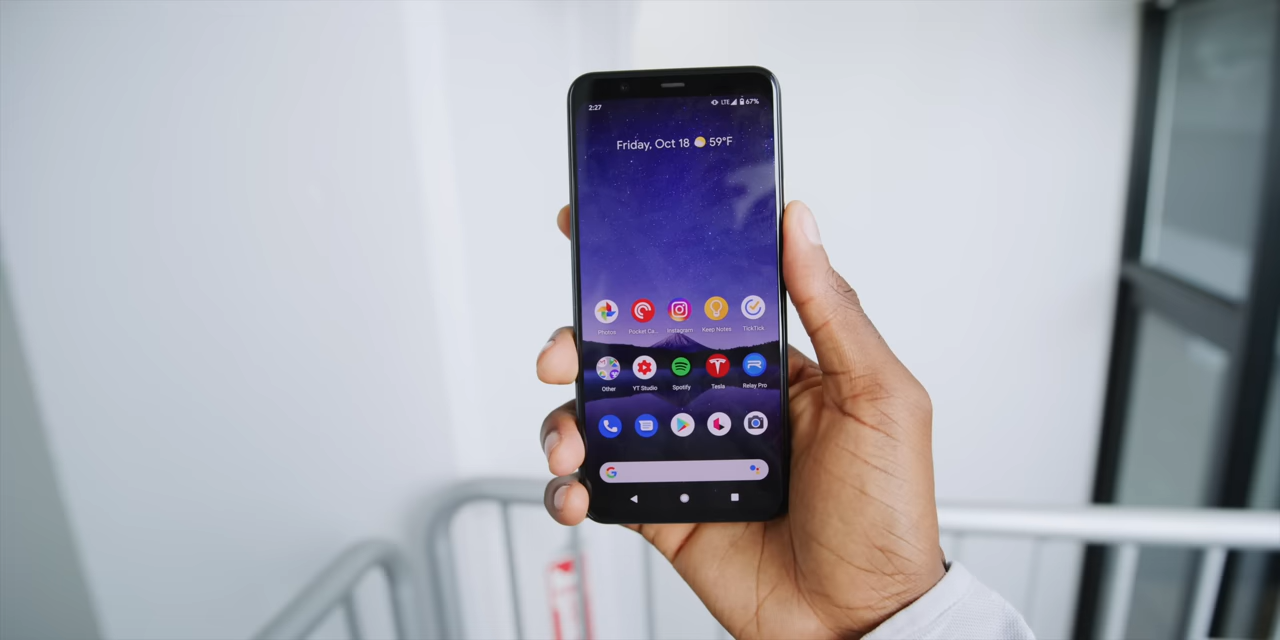 2:27 LTE 67%
Friday, Oct 18 59°F
Photos Pocket Ca... Instagram Keep Notes TickTick
Other YT Studio Spotify Tesla Relay Pro